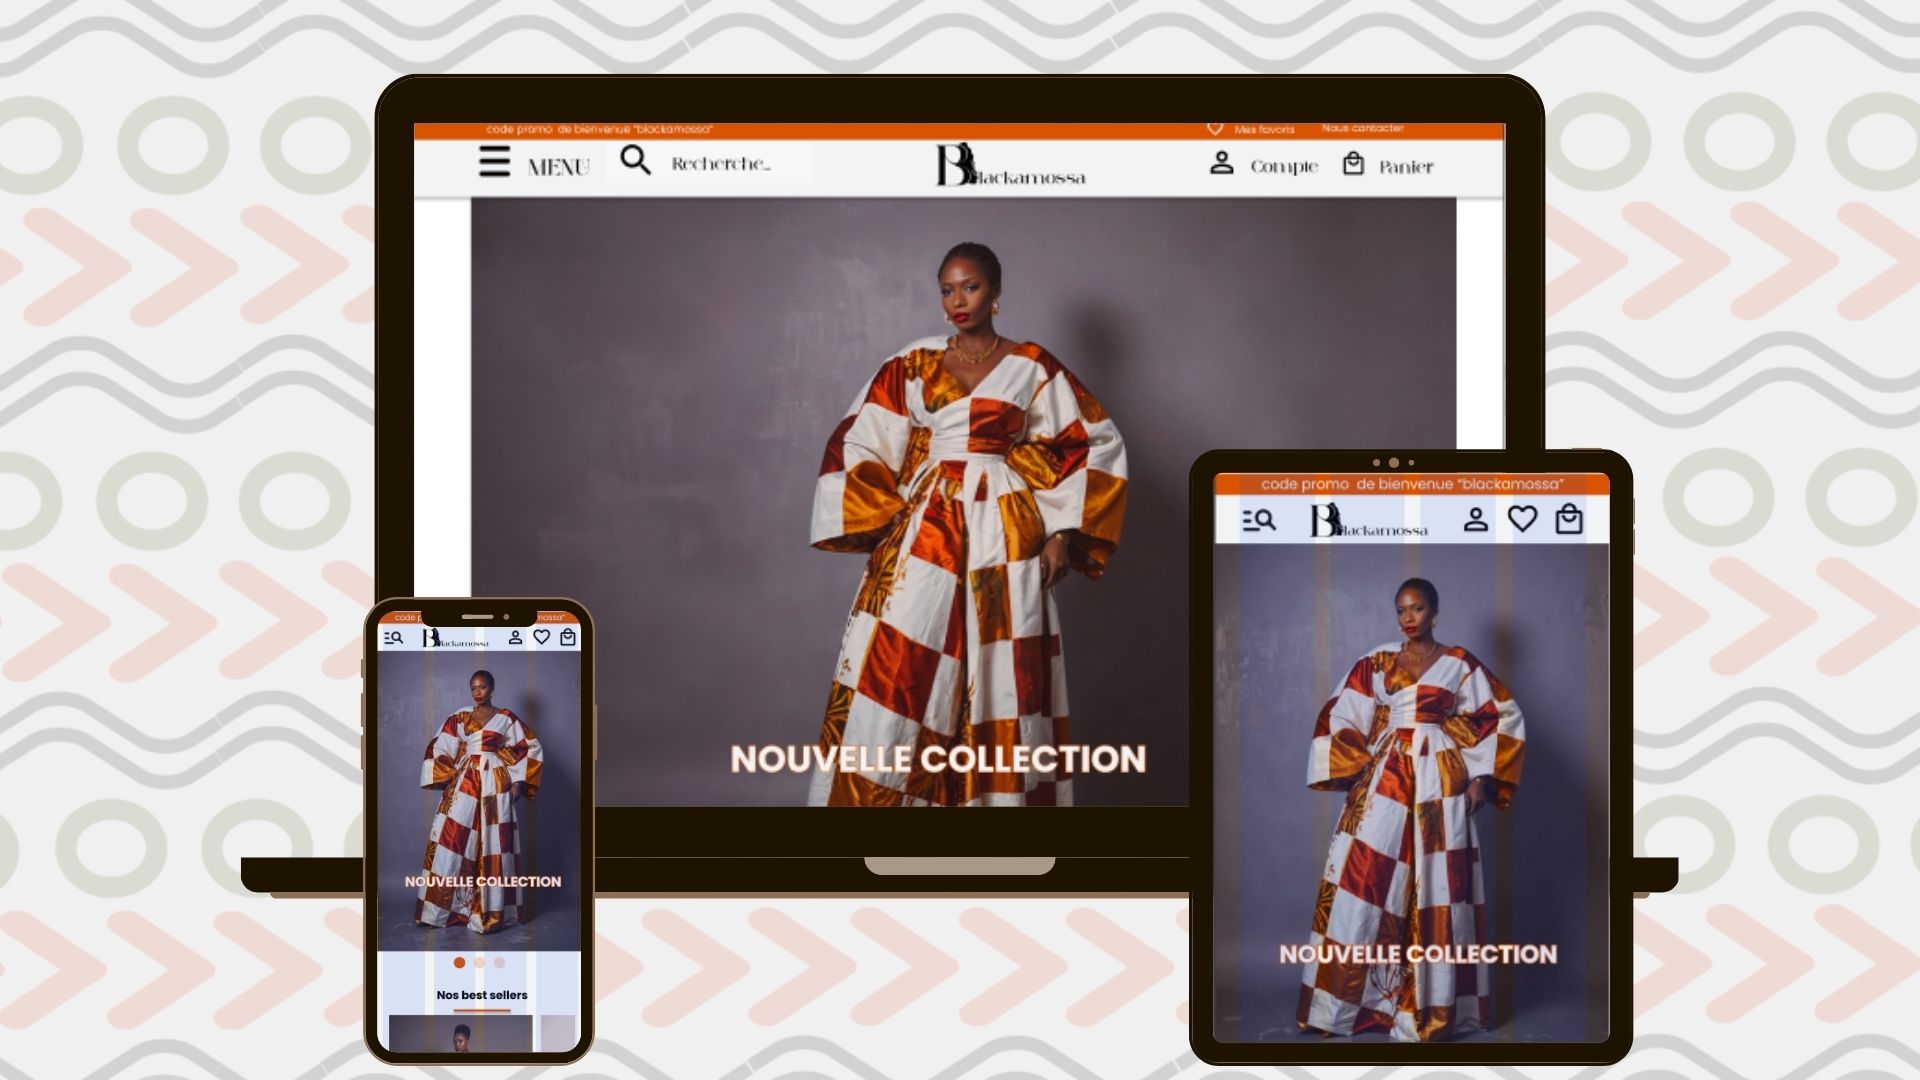 code promo de bienvenue "blackamossa"
Mes favoris
Nous contacter
MENU
Recherche...
Blackamossa
Compte
Panier
NOUVELLE COLLECTION
code promo de bienvenue "blackamossa"
Blackamossa
NOUVELLE COLLECTION
code p
mossa"
Blackamossa
NOUVELLE COLLECTION
Nos best sellers